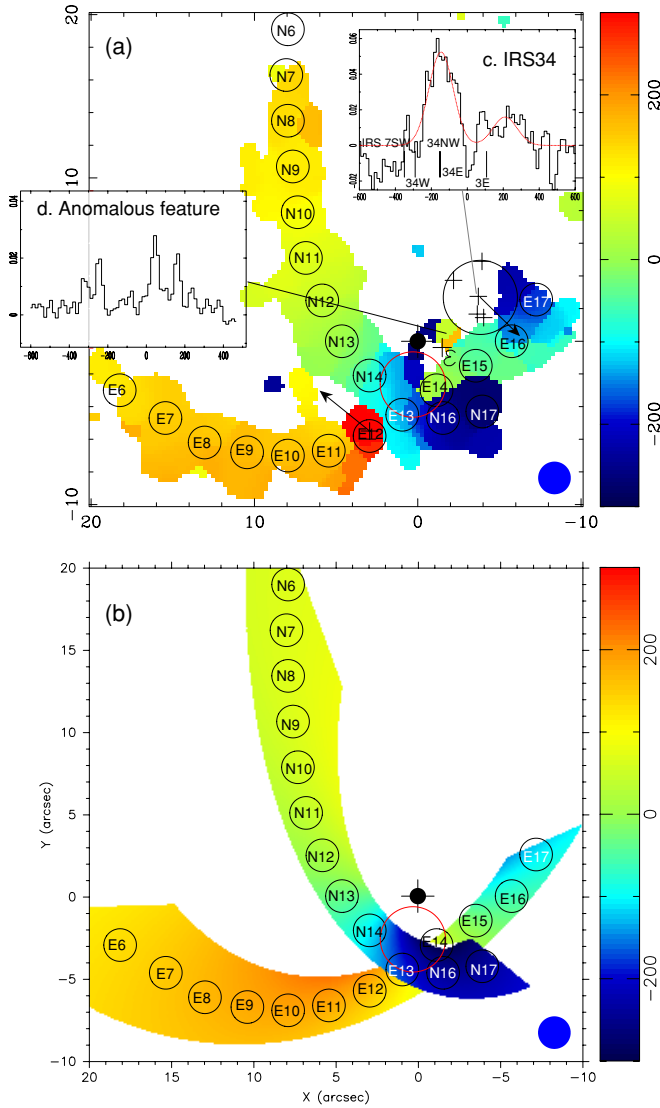 (a)
20
10
0
-10
20
10
0
-10
N6
N7
N8
N9
N10
N11
N12
N13
N14
N16
N17
E6
E7
E8
E9
E10
E11
E12
E13
E14
E15
E16
E17
ε
c. IRS34
0.06
0.04
0.02
0
-0.02
IRS 7SW
34NW
34E
34W
3E
-600
-400
-200
0
200
400
600
d. Anomalous feature
0.04
0.02
0
-600
-400
-200
0
200
400
200
0
-200
(b)
20
15
10
5
0
-5
-10
Y (arcsec)
N6
N7
N8
N9
N10
N11
N12
N13
N14
N16
N17
E6
E7
E8
E9
E10
E11
E12
E13
E14
E15
E16
E17
20
15
10
5
0
-5
-10
X (arcsec)
200
0
-200